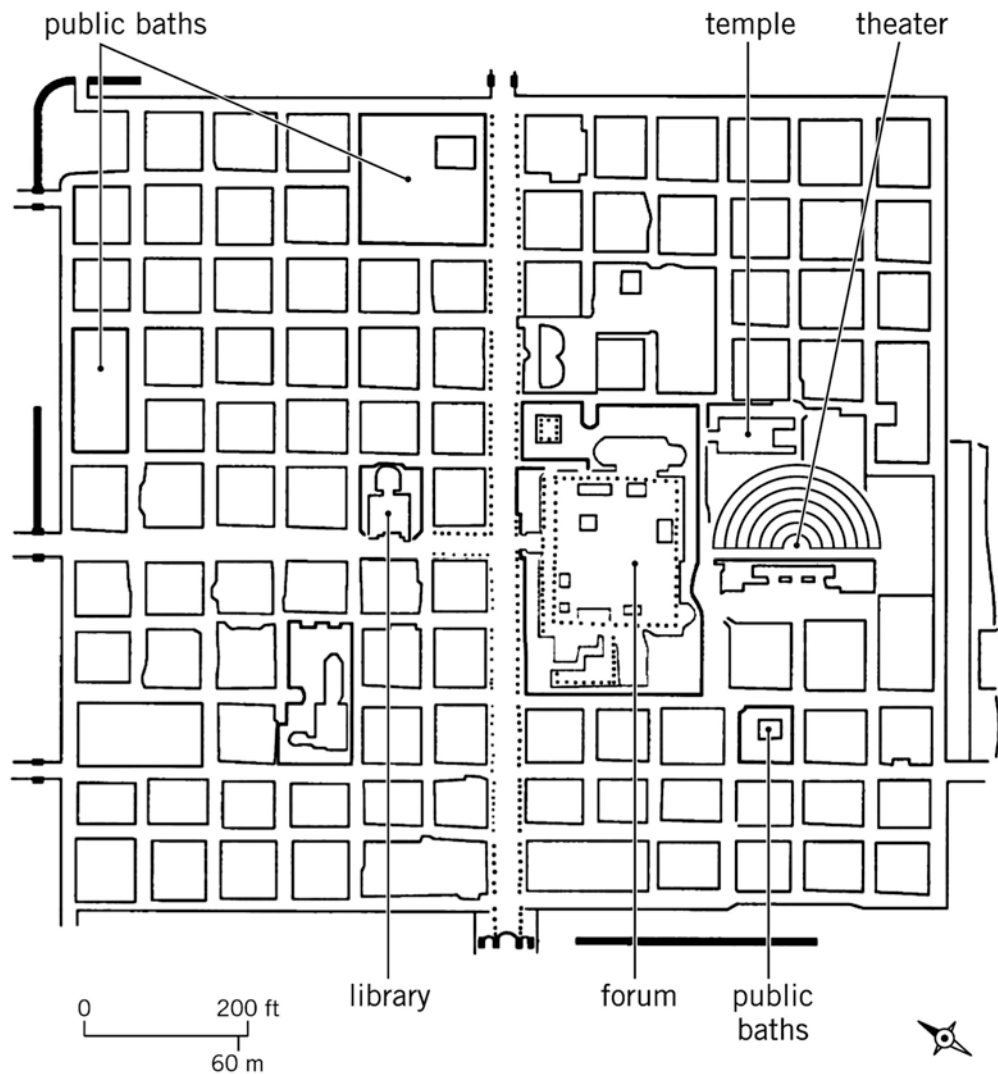 public baths
temple
theater
library
forum
public
baths
0
200 ft
60 m